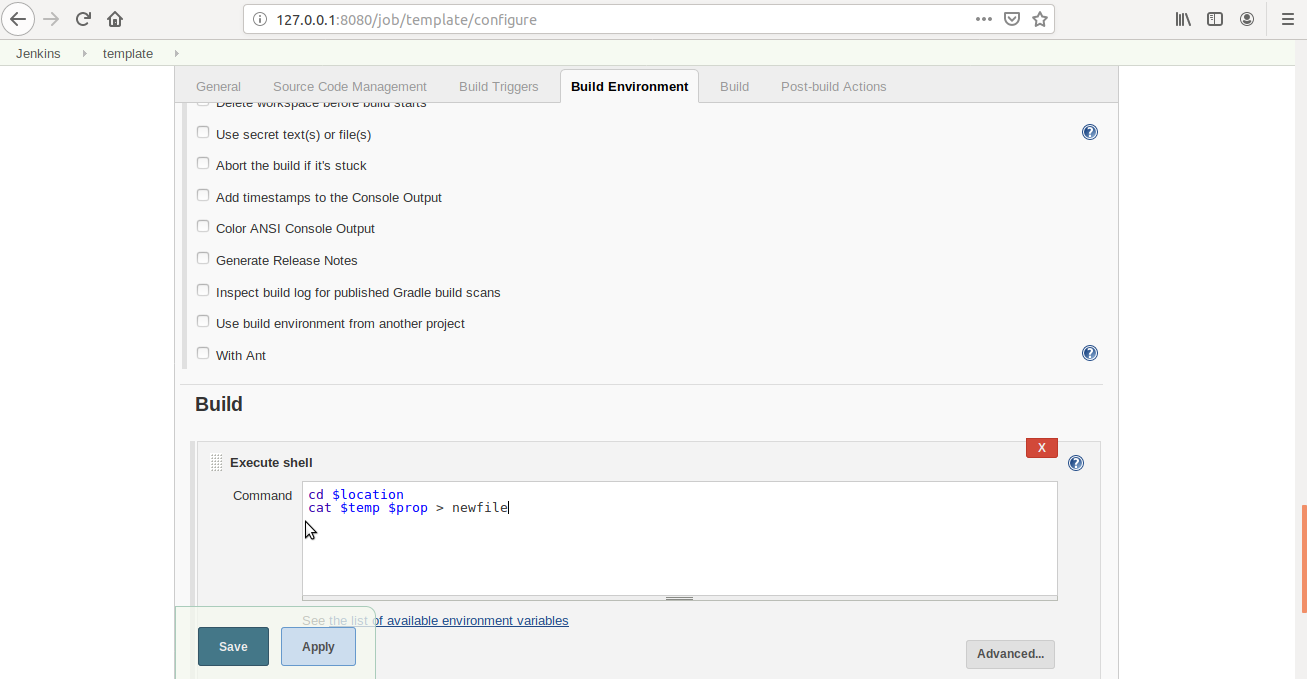 127.0.0.1:8080/job/template/configure
Jenkins template
General Source Code Management Build Triggers Build Environment Build Post-build Actions
Delete workspace before build starts
Use secret text(s) or file(s)
Abort the build if it's stuck
Add timestamps to the Console Output
Color ANSI Console Output
Generate Release Notes
Inspect build log for published Gradle build scans
Use build environment from another project
With Ant
Build
X
Execute shell
Command
cd $location
cat $temp $prop > newfile
See the list of available environment variables
Save Apply
Advanced...